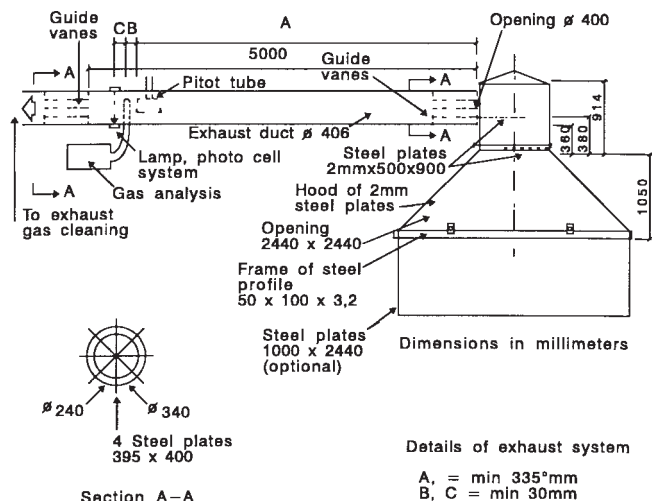 Guide
vanes
CB
A
Opening ø 400
5000
A
Pitot tube
Guide
vanes
A
914
360
380
Exhaust duct ø 406
A
Lamp, photo cell
system
Steel plates
2mmx500x900
A
Gas analysis
Hood of 2mm
steel plates
1050
To exhaust
gas cleaning
Opening
2440 x 2440
Frame of steel
profile
50 x 100 x 3,2
Steel plates
1000 x 2440
(optional)
Dimensions in millimeters
ø 240
ø 340
4 Steel plates
395 x 400
Section A-A
Details of exhaust system
A, = min 335°mm
B, C = min 30mm